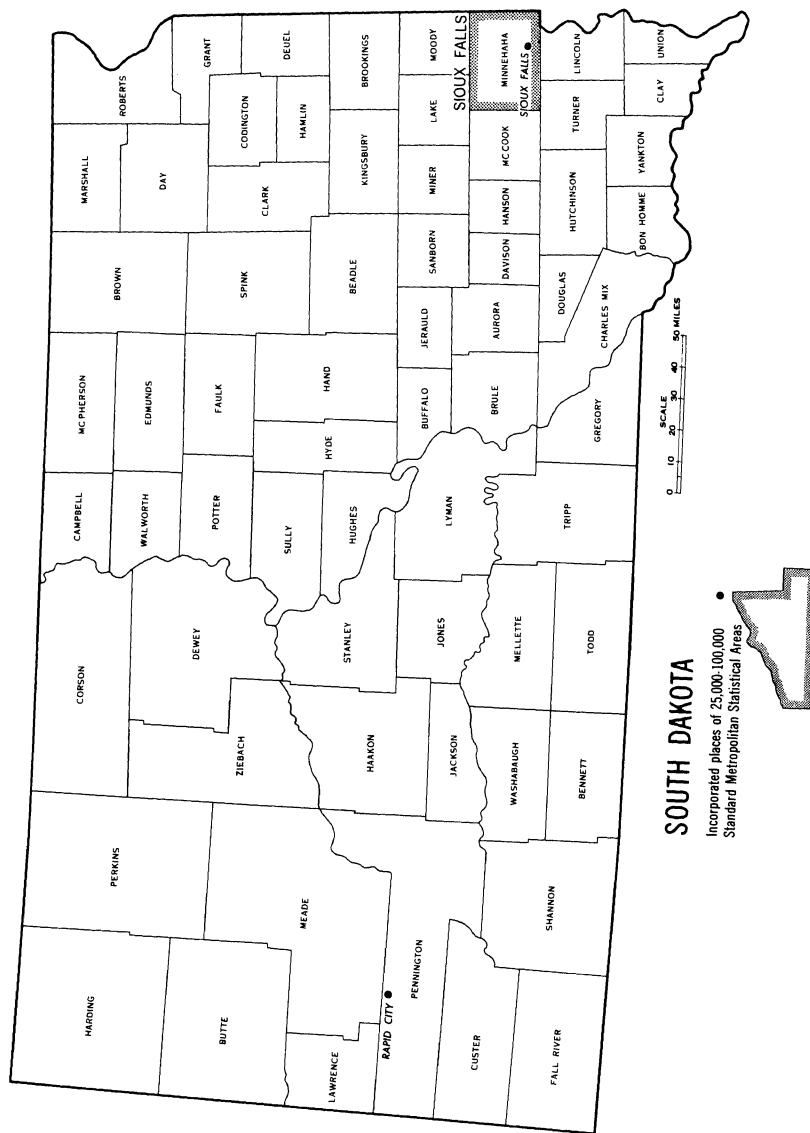 HARDING
PERKINS
CORSON
CAMPBELL
MC PHERSON
BROWN
MARSHALL
ROBERTS
BUTTE
MEADE
ZIEBACH
DEWEY
WALWORTH
EDMUNDS
DAY
GRANT
POTTER
FAULK
SPINK
CODINGTON
DEUEL
CLARK
HAMLIN
LAWRENCE
PENNINGTON
RAPID CITY
HAAKON
STANLEY
SULLY
HYDE
HAND
BEADLE
KINGSBURY
BROOKINGS
HUGHES
CUSTER
JACKSON
JONES
LYMAN
BUFFALO
JERAULD
SANBORN
MINER
LAKE
MOODY
FALL RIVER
SHANNON
WASHABAUGH
MELLETTE
BRULE
AURORA
DAVISON
HANSON
MC COOK
SIOUX FALLS
MINNEHAHA
SIOUX FALLS
BENNETT
TODD
TRIPP
GREGORY
CHARLES MIX
DOUGLAS
HUTCHINSON
TURNER
LINCOLN
BON HOMME
YANKTON
CLAY
UNION
SOUTH DAKOTA
Incorporated places of 25,000-100,000
Standard Metropolitan Statistical Areas
SCALE
0 10 20 30 40 50 MILES